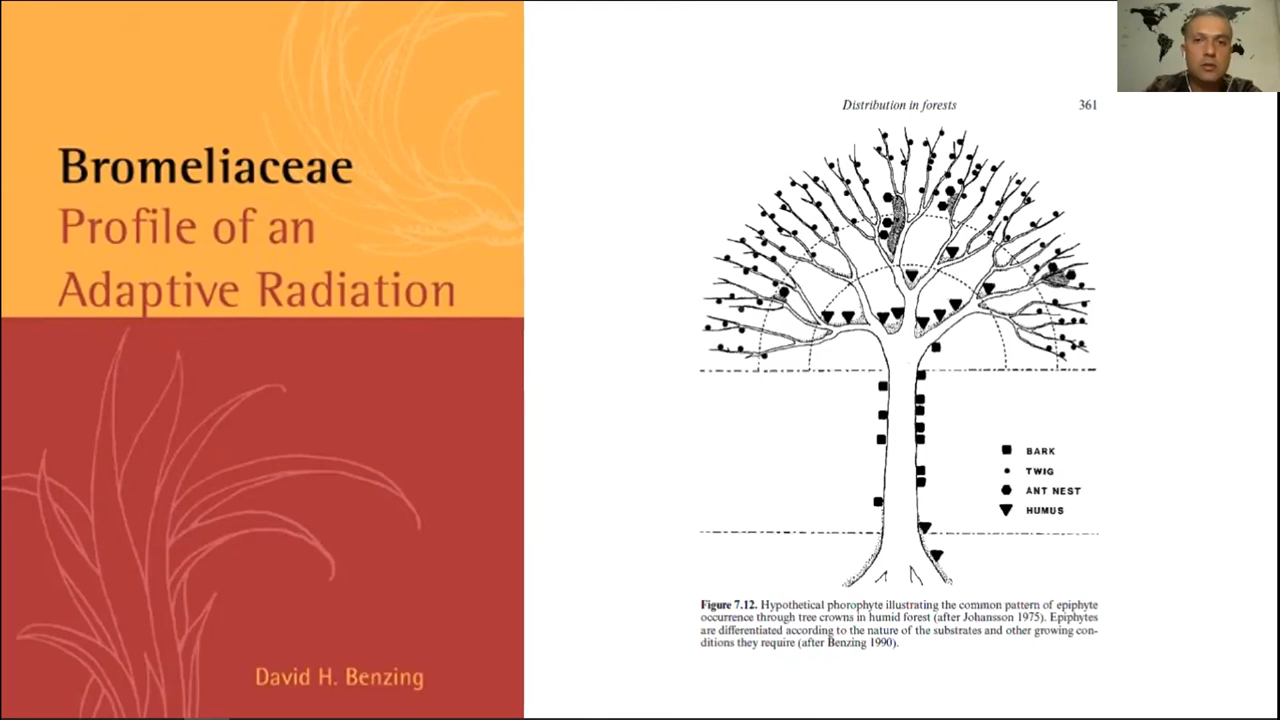 Bromeliaceae
Profile of an
Adaptive Radiation
David H. Benzing
Distribution in forests 361
BARK
TWIG
ANT NEST
HUMUS
Figure 7.12. Hypothetical phorophyte illustrating the common pattern of epiphyte
occurrence through tree crowns in humid forest (after Johansson 1975). Epiphytes
are differentiated according to the nature of the substrates and other growing con-
ditions they require (after Benzing 1990).